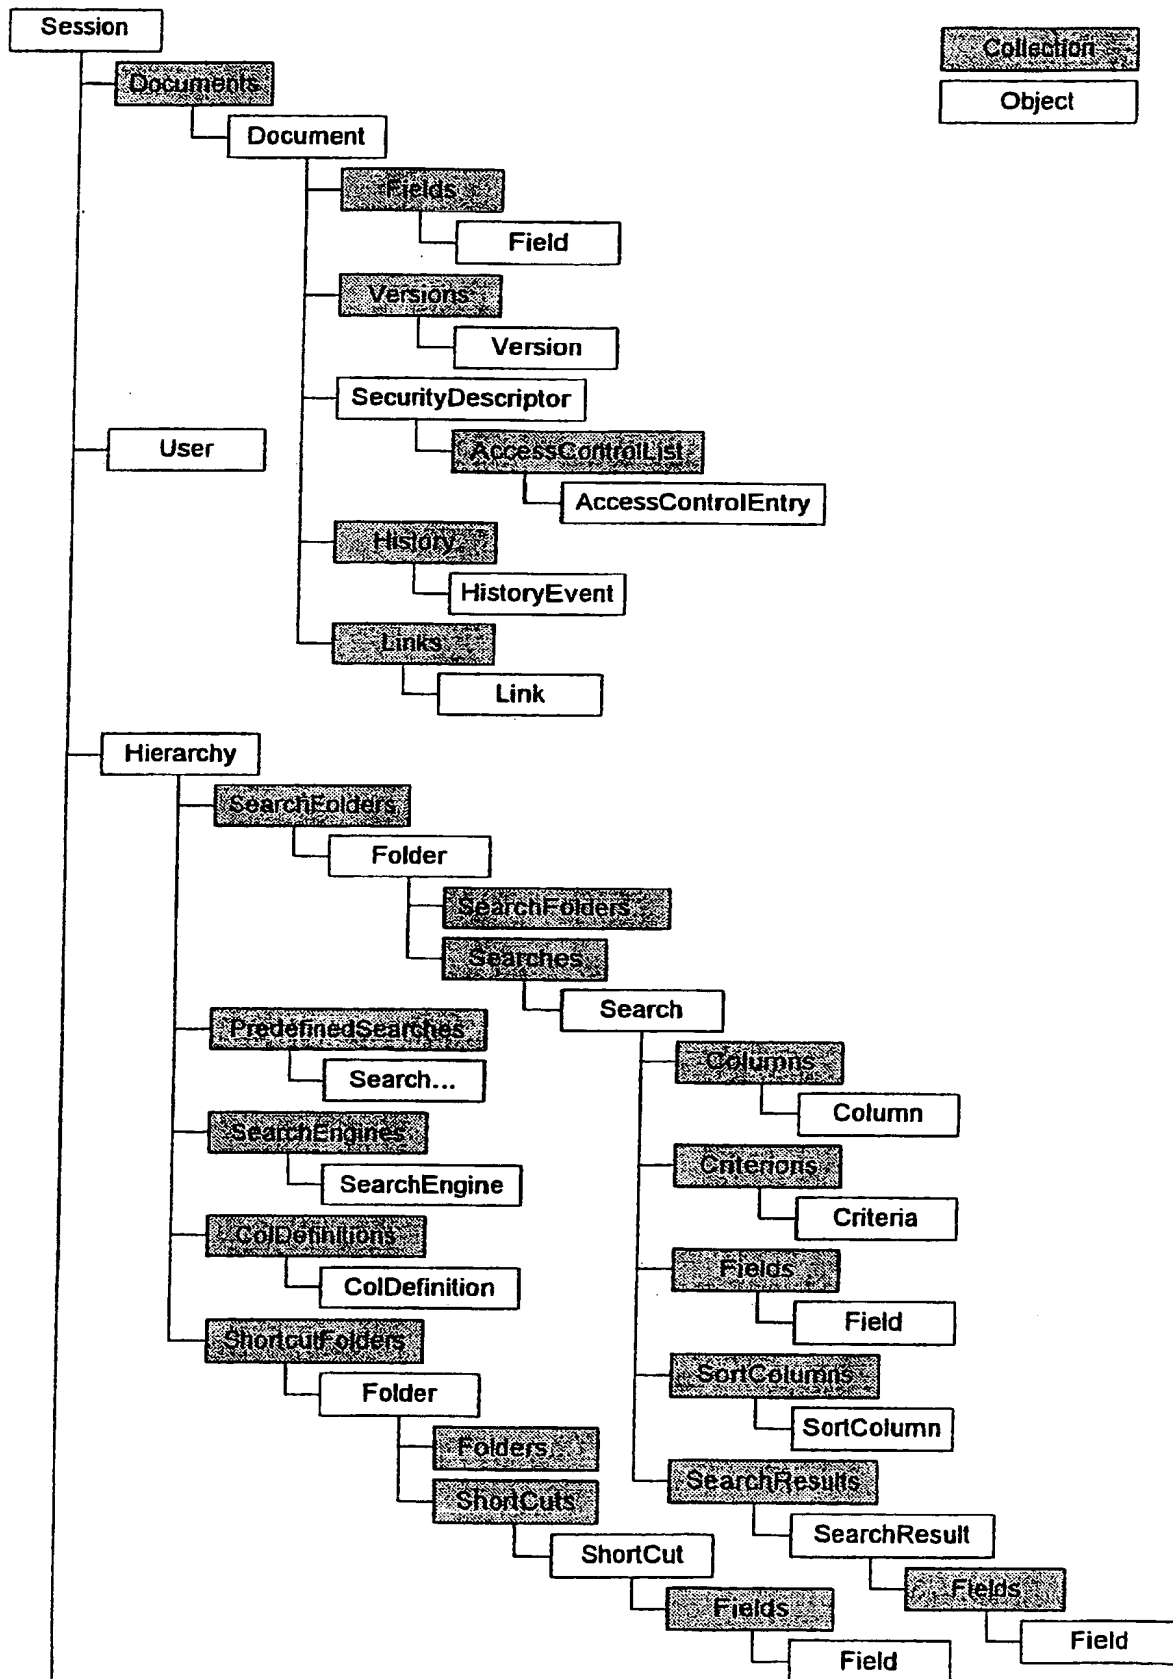 Session
Collection
Documents
Object
Document
Fields
Field
Versions
Version
SecurityDescriptor
User
AccessControlList
AccessControlEntry
History
HistoryEvent
Links
Link
Hierarchy
SearchFolders
Folder
SearchFolders
Searches
Search
PredefinedSearches
Columns
Search...
Column
SearchEngines
Criterions
SearchEngine
Criteria
ColDefinitions
Fields
ColDefinition
Field
ShortcutFolders
SortColumns
Folder
SortColumn
Folders...
SearchResults
ShortCuts
SearchResult
ShortCut
Fields
Fields
Field
Field